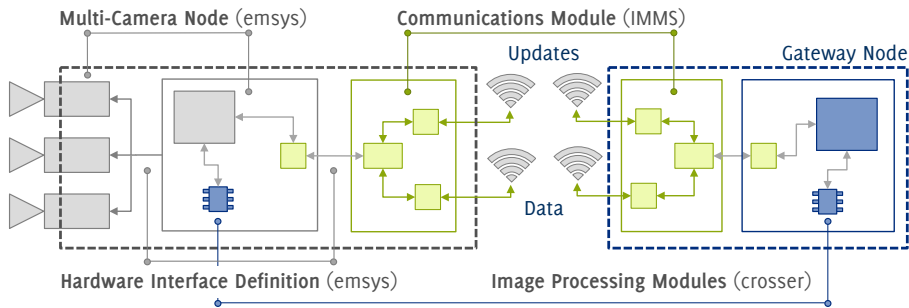 Multi-Camera Node (emsys)
Communications Module (IMMS)
Updates
Gateway Node
Data
Hardware Interface Definition (emsys)
Image Processing Modules (crosser)